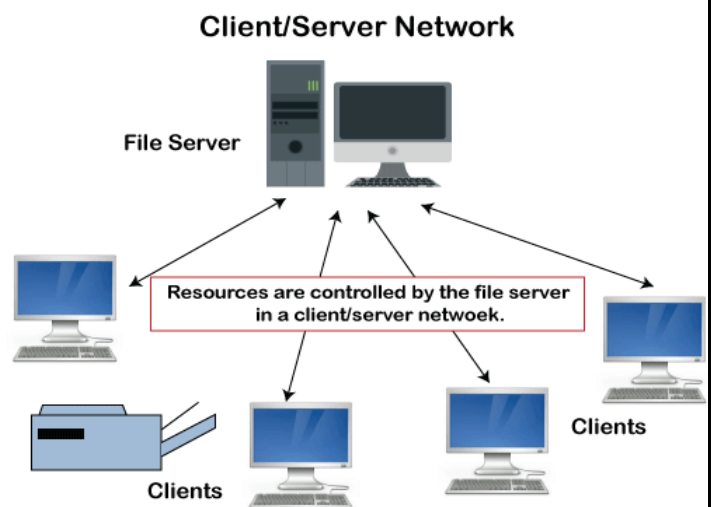 Client/Server Network
File Server
Resources are controlled by the file server
in a client/server netwoek.
Clients
Clients